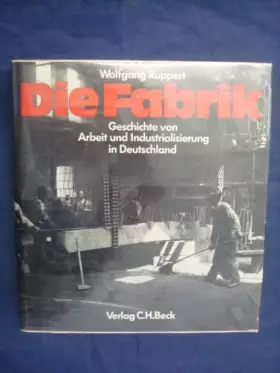 Wolfgang Ruppert
Die Fabrik
Geschichte von
Arbeit und Industrialisierung
in Deutschland
Verlag C.H.Beck